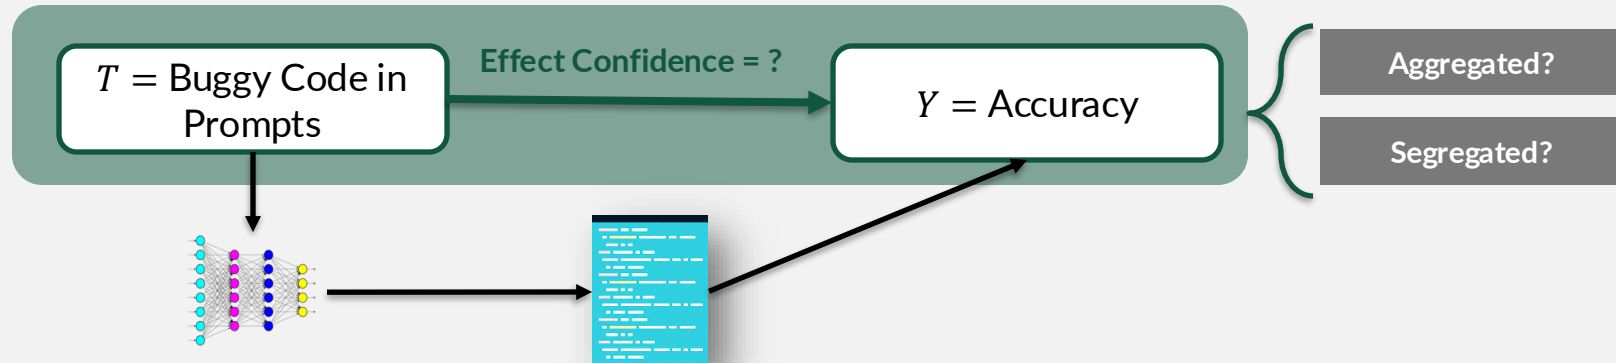 T = Buggy Code in
Prompts
Effect Confidence = ?
Y = Accuracy
Aggregated?
Segregated?